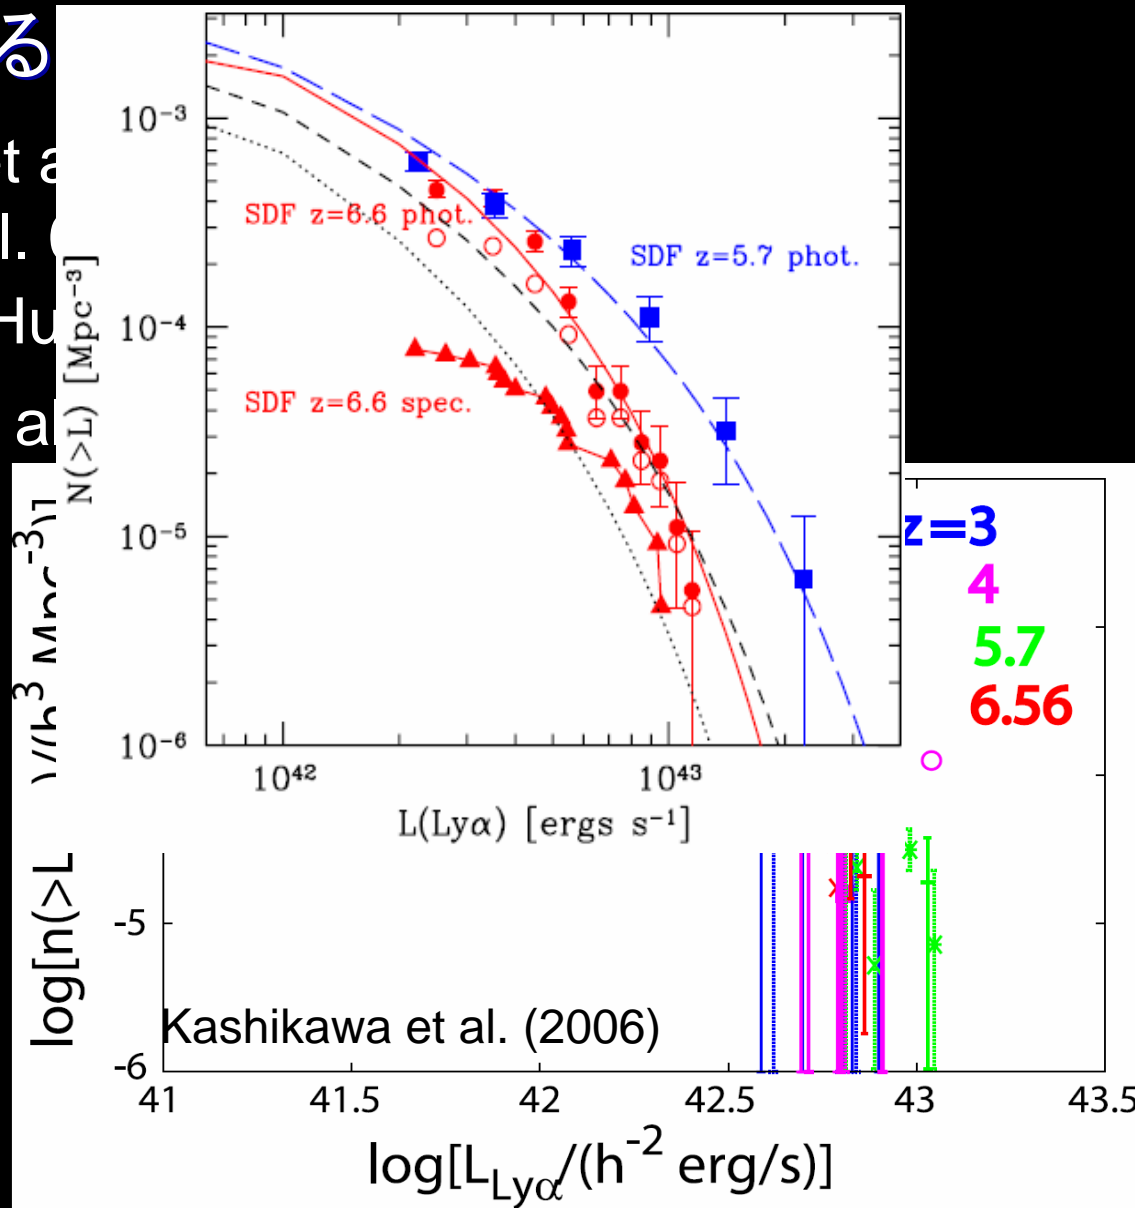 る
10⁻³
SDF z=6.6 phot.
SDF z=5.7 phot.
N(>L) [Mpc⁻³]
10⁻⁴
SDF z=6.6 spec.
10⁻⁵
10⁻⁶
10⁴² 10⁴³
L(Lyα) [ergs s⁻¹]
z=3
4
5.7
6.56
log[n(>L
-5
Kashikawa et al. (2006)
-6
41 41.5 42 42.5 43 43.5
log[L_Lyα/(h⁻² erg/s)]